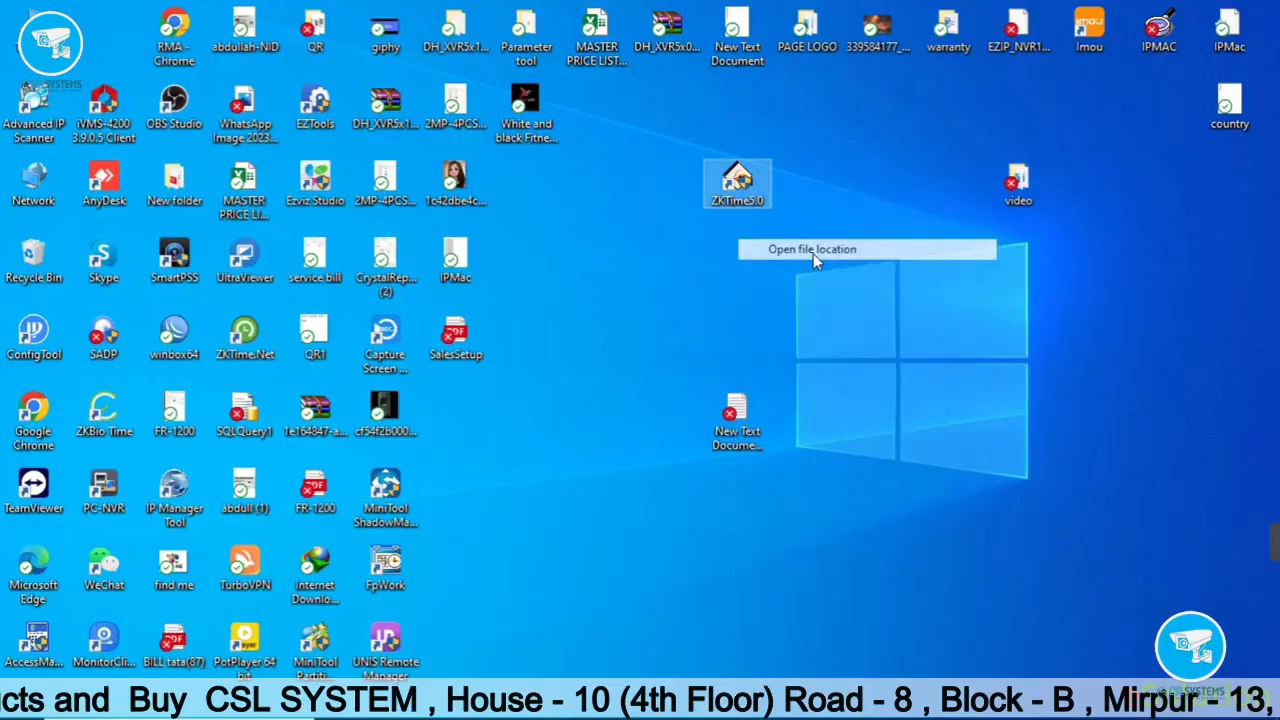 RMA -
Chrome
abdullah-NID
QR
giphy
DH_XVR5x1...
Parameter
tool
MASTER
PRICE LIST...
DH_XVR5x0...
New Text
Document
PAGE LOGO
339584177_...
warranty
EZIP_NVR1...
Imou
IPMAC
IPMac
SYSTEMS
Advanced IP
Scanner
iVMS-4200
3.9.0.5 Client
OBS Studio
WhatsApp
Image 2023...
EZTools
DH_XVR5x1...
2MP-4PCS...
White and
black Fitne...
country
Network
AnyDesk
New folder
MASTER
PRICE LI...
Ezviz Studio
2MP-4PCS...
1c42dbe4c...
ZKTime5.0
video
Open file location
Recycle Bin
Skype
SmartPSS
UltraViewer
service bill
CrystalRep...
(2)
IPMac
ConfigTool
SADP
winbox64
ZKTime.Net
QR1
Capture
Screen ...
SalesSetup
Google
Chrome
ZKBio Time
FR-1200
SQLQuery1
1e164847-a...
cf54f2b000...
New Text
Docume...
TeamViewer
PC-NVR
IP Manager
Tool
abdull (1)
FR-1200
MiniTool
ShadowMa...
Microsoft
Edge
WeChat
find me
TurboVPN
Internet
Downlo...
FpWork
AccessMa...
MonitorCli...
BILL tata(87)
PotPlayer 64
bit
MiniTool
Partiti...
UNIS Remote
Manager
CSL SYSTEMS
ucts and Buy CSL SYSTEM , House - 10 (4th Floor) Road - 8 , Block - B , Mirpur - 13,